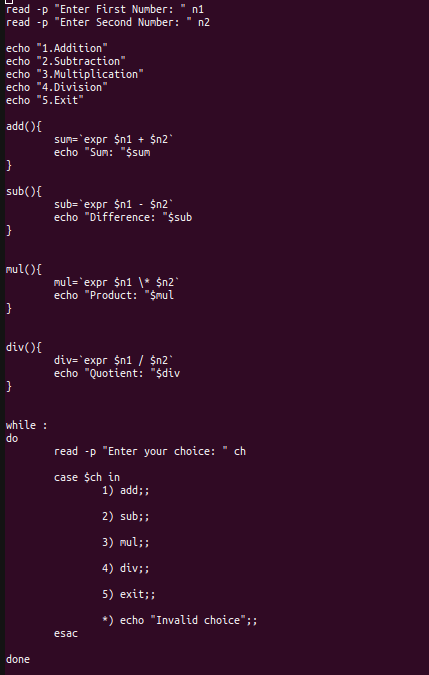 read -p "Enter First Number: " n1
read -p "Enter Second Number: " n2
echo "1.Addition"
echo "2.Subtraction"
echo "3.Multiplication"
echo "4.Division"
echo "5.Exit"
add(){
sum=`expr $n1 + $n2`
echo "Sum: "$sum
}
sub(){
sub=`expr $n1 - $n2`
echo "Difference: "$sub
}
mul(){
mul=`expr $n1 \* $n2`
echo "Product: "$mul
}
div(){
div=`expr $n1 / $n2`
echo "Quotient: "$div
}
while :
do
read -p "Enter your choice: " ch
case $ch in
1) add;;
2) sub;;
3) mul;;
4) div;;
5) exit;;
*) echo "Invalid choice";;
esac
done